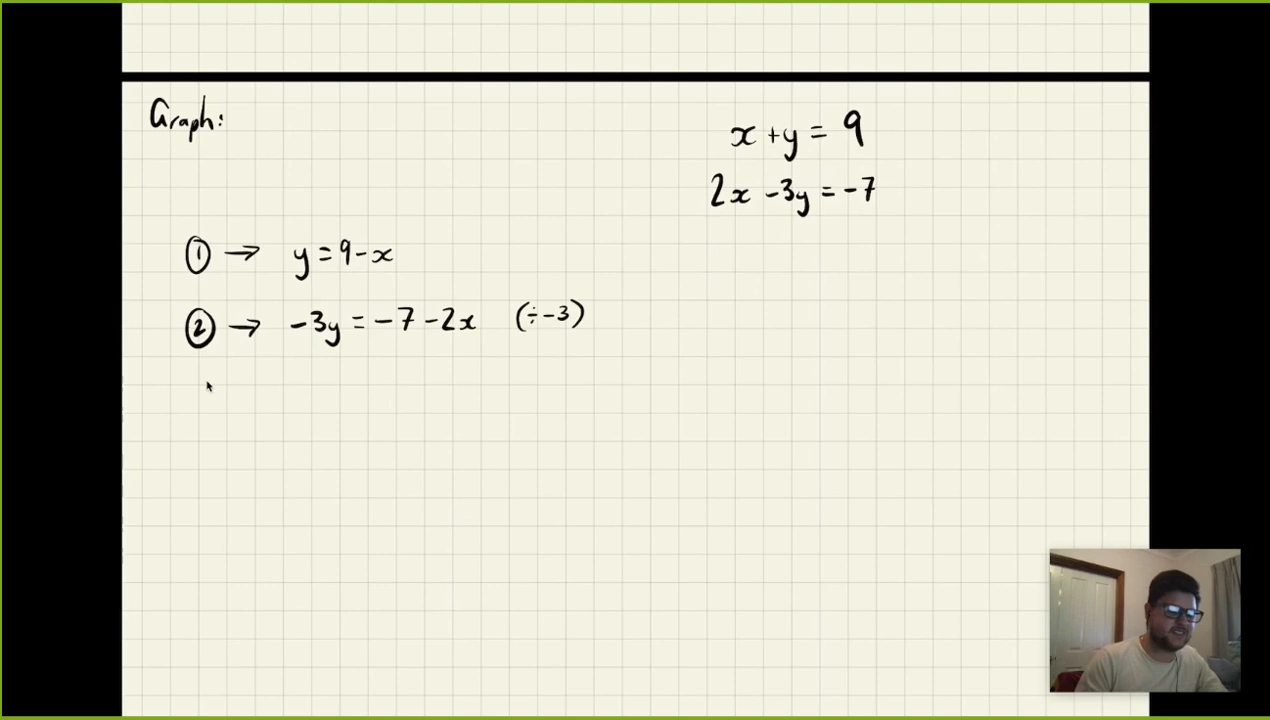 Graph:
x + y = 9
2x - 3y = -7
① → y = 9 - x
② → -3y = -7 - 2x (÷ -3)